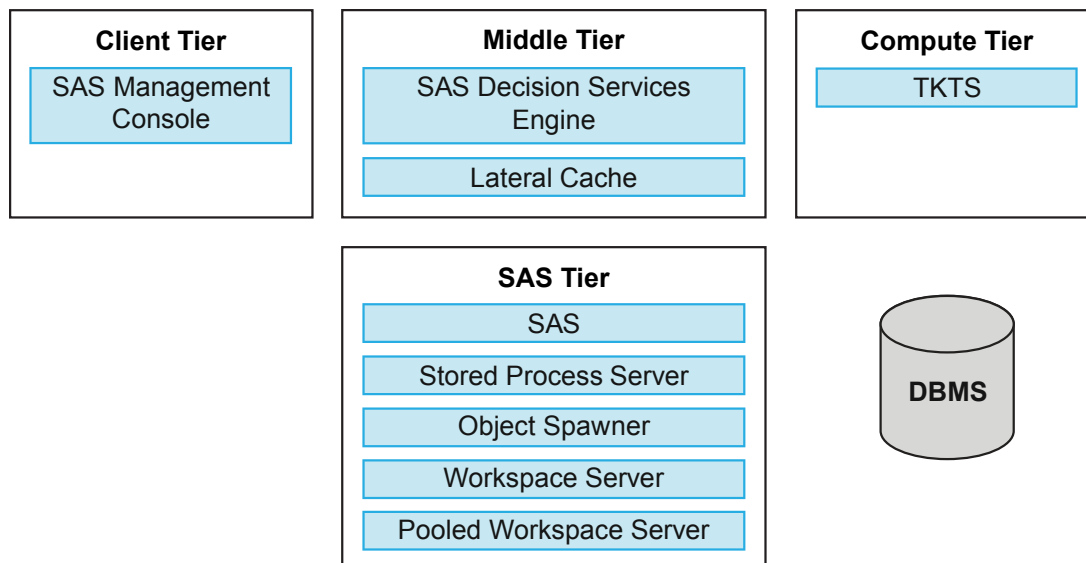 Client Tier
SAS Management
Console
Middle Tier
SAS Decision Services
Engine
Lateral Cache
Compute Tier
TKTS
SAS Tier
SAS
Stored Process Server
Object Spawner
Workspace Server
Pooled Workspace Server
DBMS